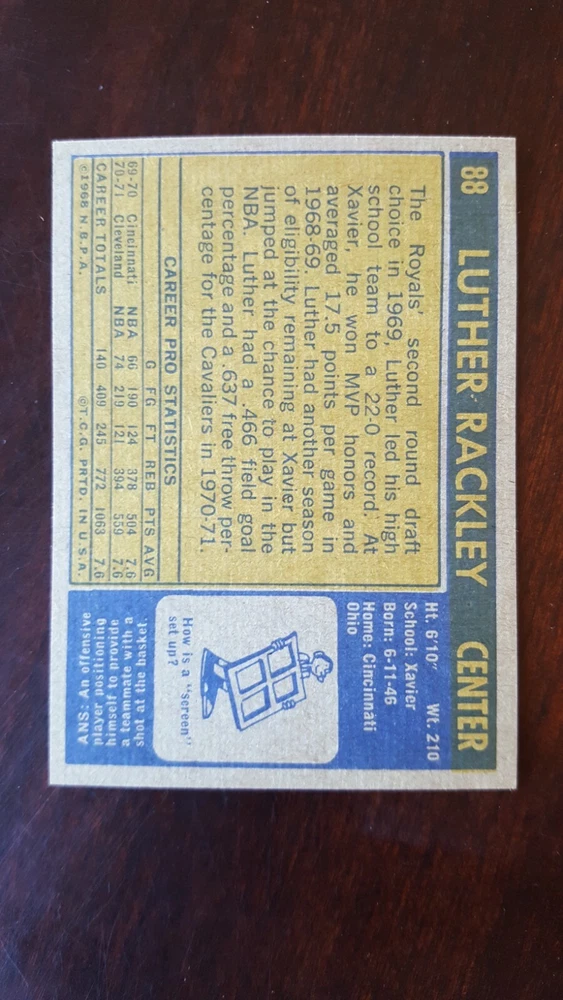 88 LUTHER RACKLEY CENTER
The Royals' second round draft
choice in 1969, Luther led his high
school team to a 22-0 record. At
Xavier, he won MVP honors and
averaged 17.5 points per game in
1968-69. Luther had another season
of eligibility remaining at Xavier but
jumped at the chance to play in the
NBA. Luther had a .466 field goal
percentage and a .637 free throw per-
centage for the Cavaliers in 1970-71.
CAREER PRO STATISTICS
G FG FT REB PTS AVG
69-70 Cincinnati NBA 66 190 124 378 504 7.6
70-71 Cleveland NBA 74 219 121 394 559 7.6
CAREER TOTALS 140 409 245 772 1063 7.6
©1968 N.B.P.A. ©T.C.G. PRTD. IN U.S.A.
Ht. 6'10" Wt. 210
School: Xavier
Born: 6-11-46
Home: Cincinnati
Ohio
How is a "screen"
set up?
ANS: An offensive
player positioning
himself to provide
a teammate with a
shot at the basket.